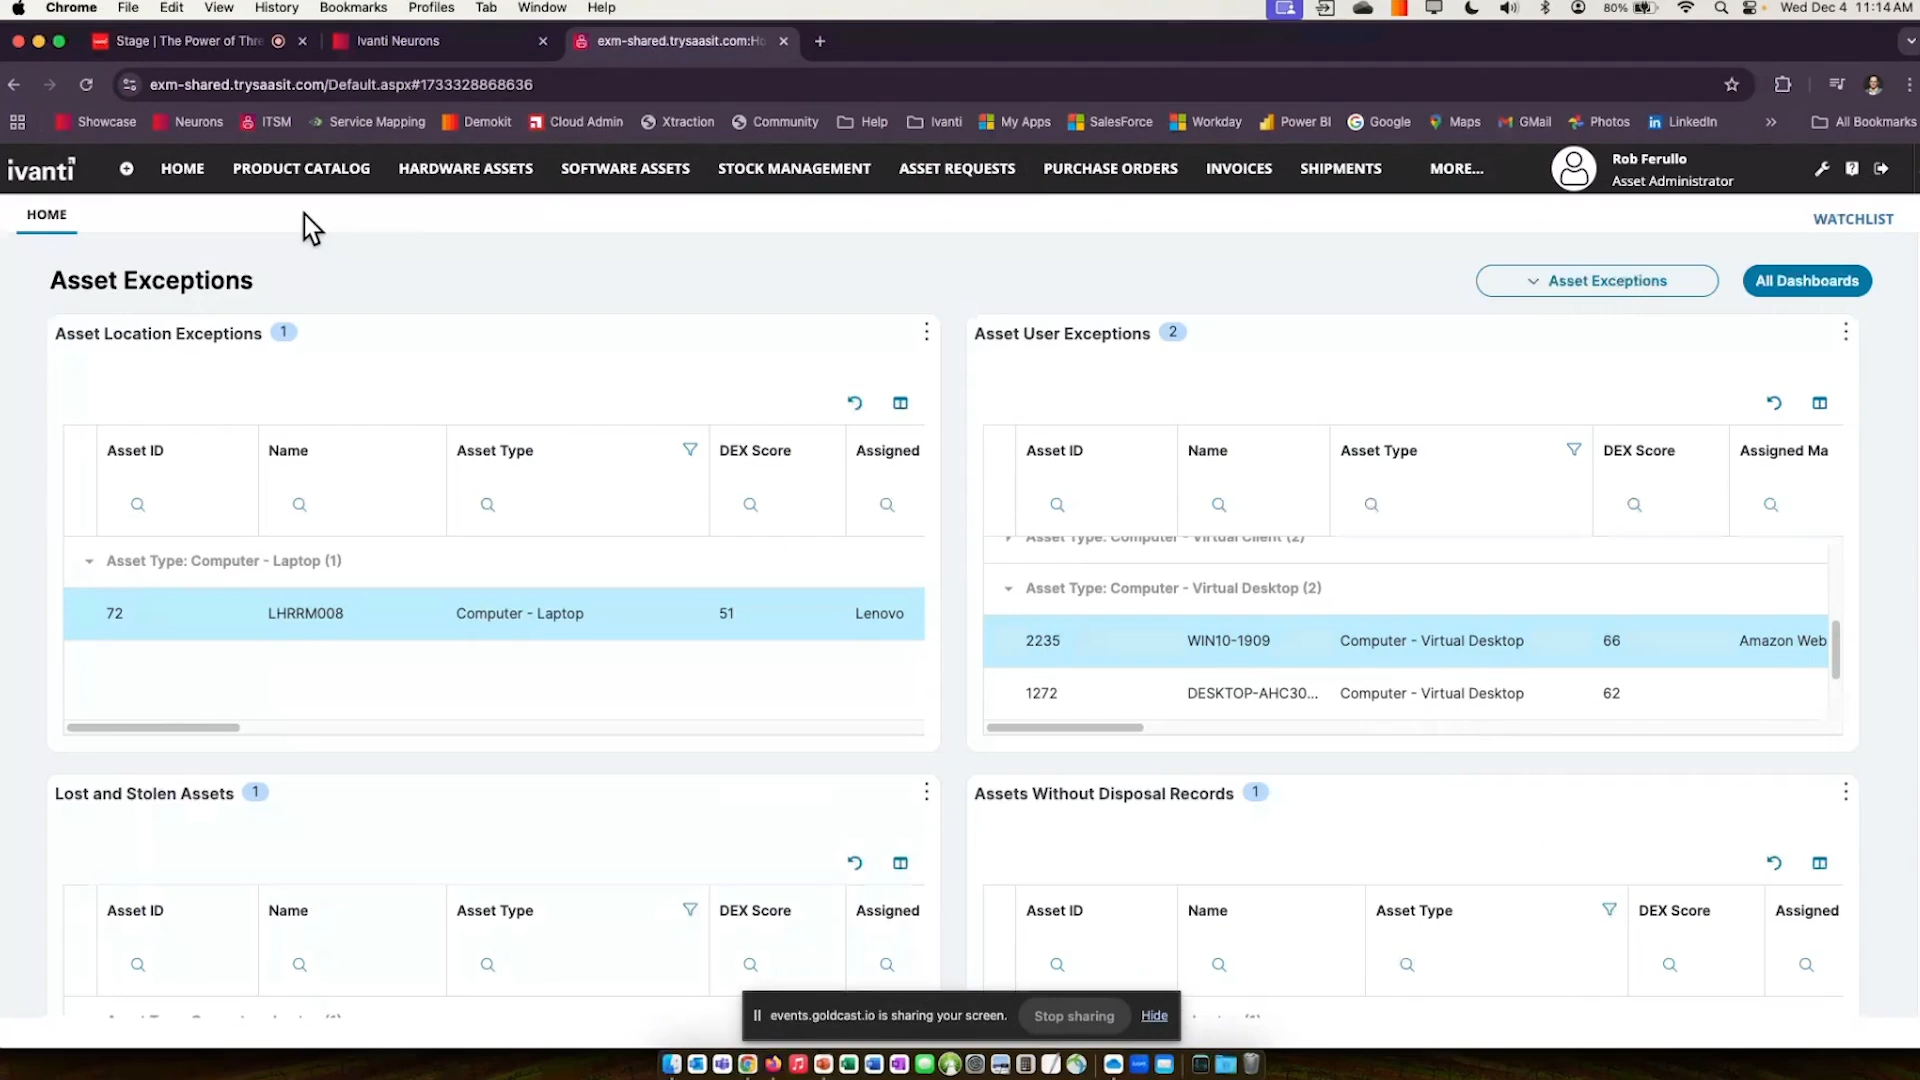 Chrome File Edit View History Bookmarks Profiles Tab Window Help 80% Wed Dec 4 11:14 AM
Stage | The Power of Thre Ivanti Neurons exm-shared.trysaasit.com:Ho
exm-shared.trysaasit.com/Default.aspx#1733328868636
Showcase Neurons ITSM Service Mapping Demokit Cloud Admin Xtraction Community Help Ivanti My Apps SalesForce Workday Power BI Google Maps GMail Photos LinkedIn >> All Bookmarks
ivanti HOME PRODUCT CATALOG HARDWARE ASSETS SOFTWARE ASSETS STOCK MANAGEMENT ASSET REQUESTS PURCHASE ORDERS INVOICES SHIPMENTS MORE... Rob Ferullo
Asset Administrator
HOME WATCHLIST
Asset Exceptions Asset Exceptions All Dashboards
Asset Location Exceptions 1
Asset ID Name Asset Type DEX Score Assigned
Asset Type: Computer - Laptop (1)
72 LHRRM008 Computer - Laptop 51 Lenovo
Asset User Exceptions 2
Asset ID Name Asset Type DEX Score Assigned Ma
Asset Type: Computer - Virtual Client (2)
Asset Type: Computer - Virtual Desktop (2)
2235 WIN10-1909 Computer - Virtual Desktop 66 Amazon Web
1272 DESKTOP-AHC30... Computer - Virtual Desktop 62
Lost and Stolen Assets 1
Asset ID Name Asset Type DEX Score Assigned
Assets Without Disposal Records 1
Asset ID Name Asset Type DEX Score Assigned
events.goldcast.io is sharing your screen. Stop sharing Hide